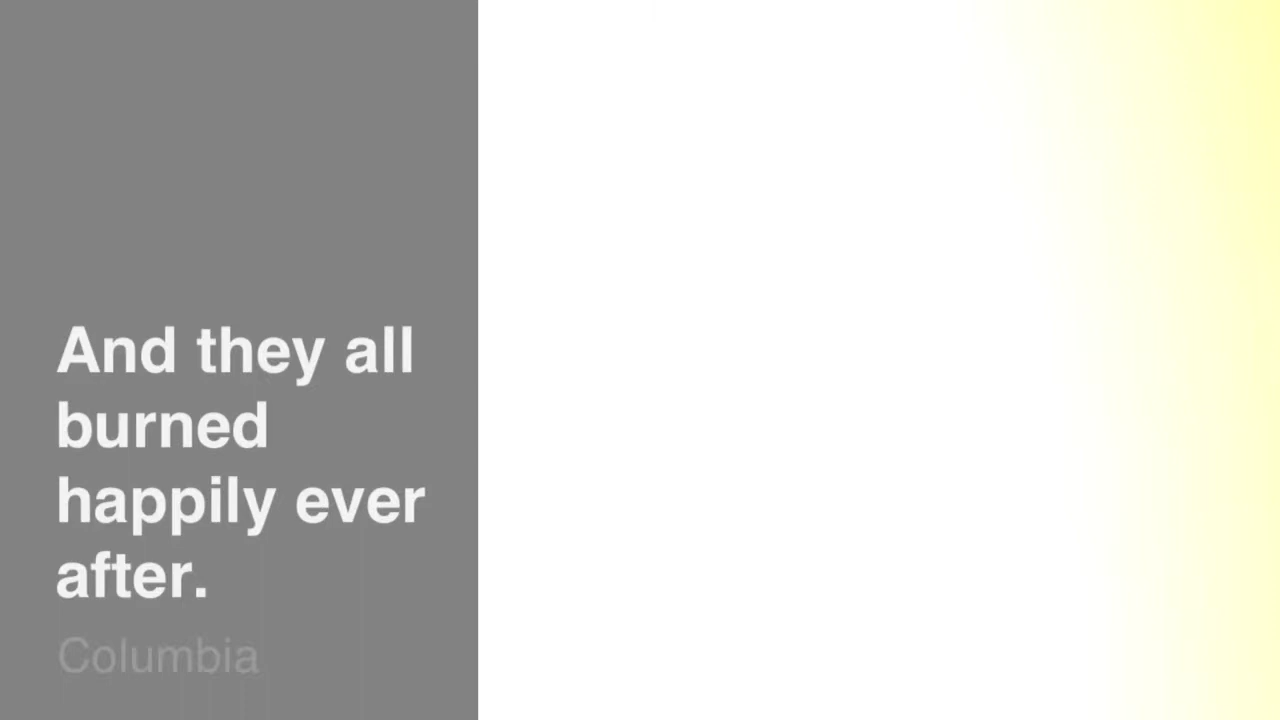 And they all
burned
happily ever
after.
Columbia